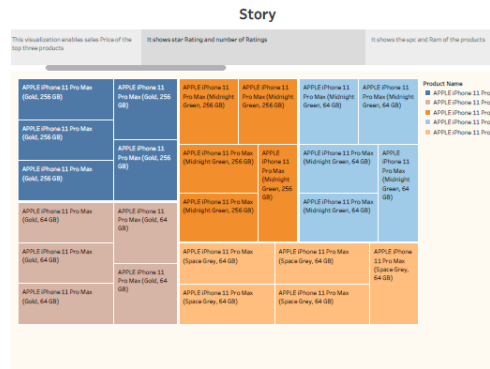 Story
This visualization enables sales Price of the
top three products
It shows star Rating and number of Ratings
It shows the upc and Ram of the products
APPLE iPhone 11 Pro Max
(Gold, 256 GB)
APPLE iPhone 11
Pro Max (Gold, 256
GB)
APPLE iPhone 11 Pro Max
(Gold, 256 GB)
APPLE iPhone 11
Pro Max (Gold, 256
GB)
APPLE iPhone 11 Pro Max
(Gold, 256 GB)
APPLE iPhone 11
Pro Max (Midnight
Green, 256 GB)
APPLE iPhone 11
Pro Max (Midnight
Green, 256 GB)
APPLE iPhone 11 Pro Max
(Midnight Green, 256 GB)
APPLE
iPhone 11
Pro Max
(Midnight
Green, 256
GB)
APPLE iPhone 11 Pro Max
(Midnight Green, 256 GB)
APPLE iPhone 11
Pro Max (Midnight
Green, 64 GB)
APPLE iPhone 11
Pro Max (Midnight
Green, 64 GB)
APPLE iPhone 11 Pro Max
(Midnight Green, 64 GB)
APPLE
iPhone 11
Pro Max
(Midnight
Green, 64
GB)
APPLE iPhone 11 Pro Max
(Midnight Green, 64 GB)
APPLE iPhone 11 Pro Max
(Gold, 64 GB)
APPLE iPhone 11
Pro Max (Gold, 64
GB)
APPLE iPhone 11 Pro Max
(Gold, 64 GB)
APPLE iPhone 11
Pro Max (Gold, 64
GB)
APPLE iPhone 11 Pro Max
(Gold, 64 GB)
APPLE iPhone 11 Pro Max
(Space Grey, 64 GB)
APPLE iPhone 11 Pro Max
(Space Grey, 64 GB)
APPLE iPhone
11 Pro Max
(Space Grey,
64 GB)
APPLE iPhone 11 Pro Max
(Space Grey, 64 GB)
APPLE iPhone 11 Pro Max
(Space Grey, 64 GB)
Product Name
APPLE iPhone 11 Pro
APPLE iPhone 11 Pro
APPLE iPhone 11 Pro
APPLE iPhone 11 Pro
APPLE iPhone 11 Pro